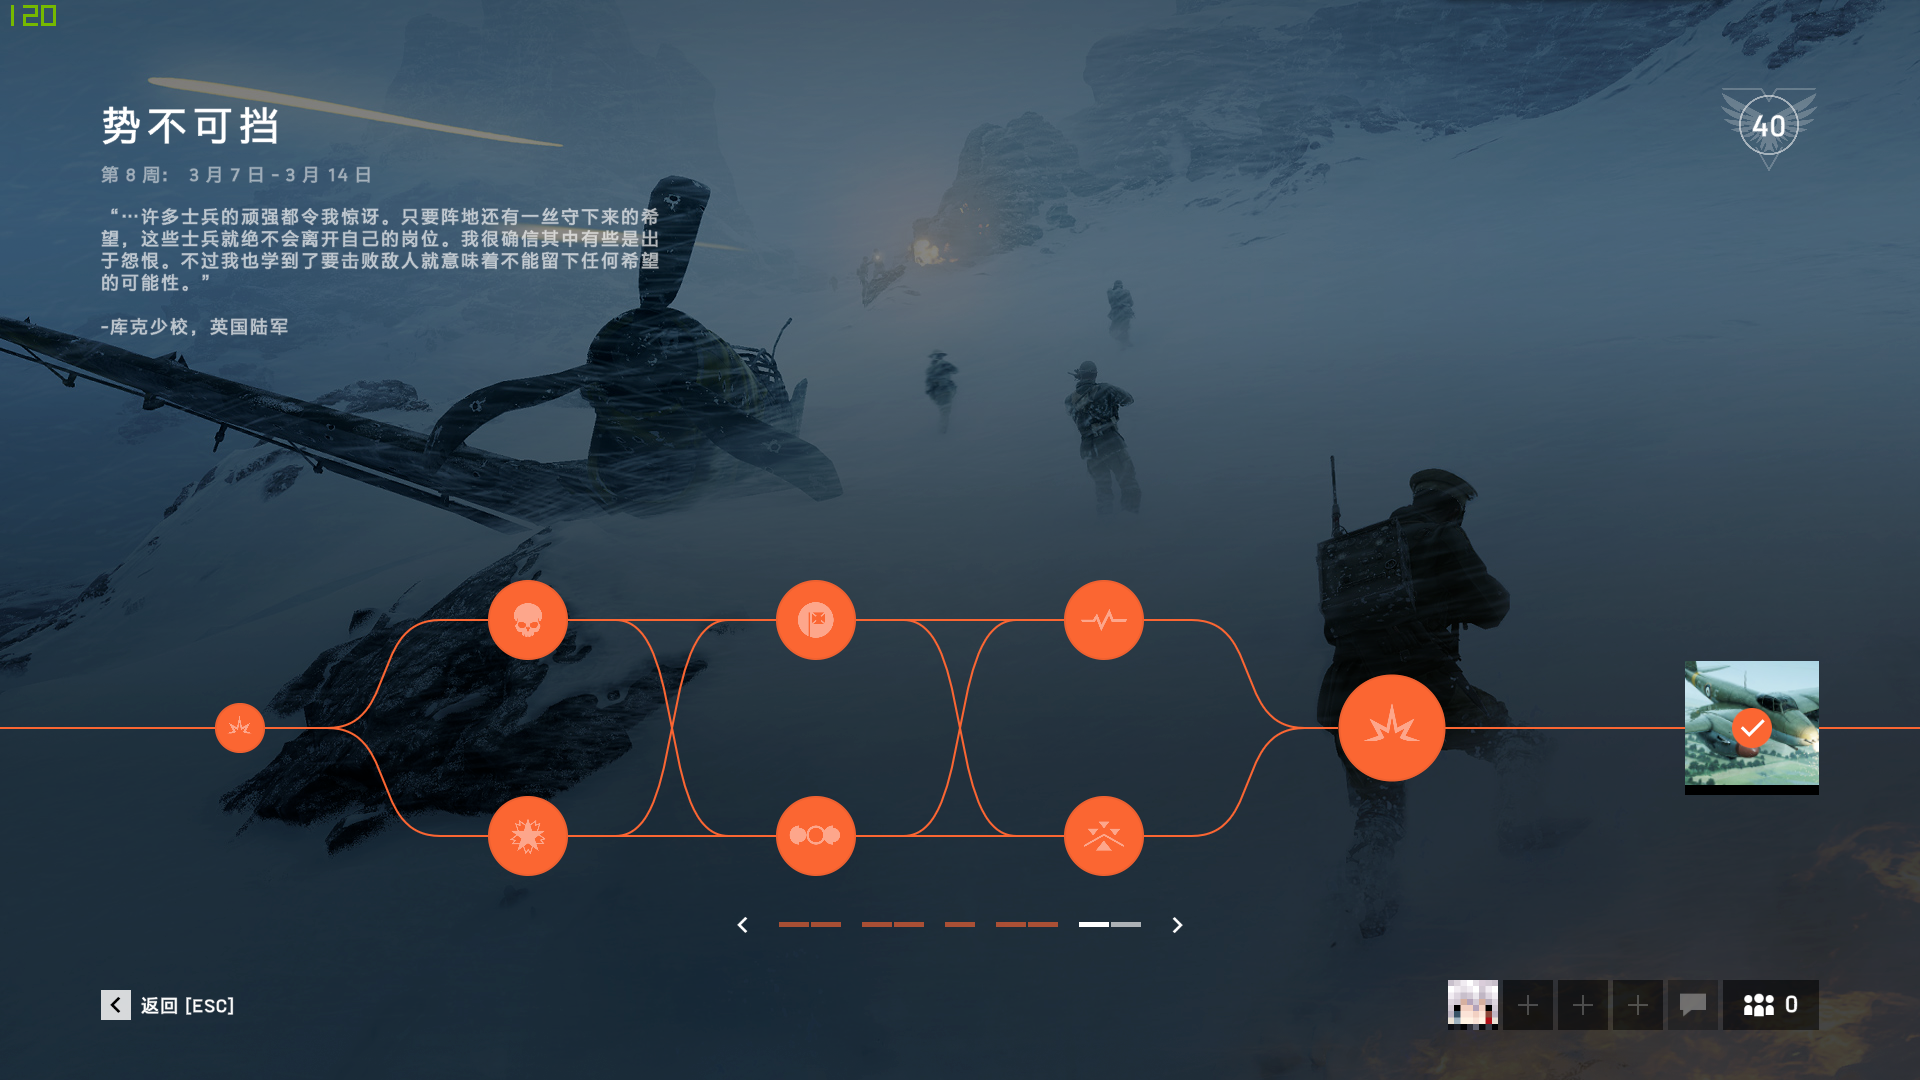 120
势不可挡
40
第 8 周: 3 月 7 日 - 3 月 14 日
“…许多士兵的顽强都令我惊讶。只要阵地还有一丝守下来的希
望，这些士兵就绝不会离开自己的岗位。我很确信其中有些是出
于怨恨。不过我也学到了要击败敌人就意味着不能留下任何希望
的可能性。”
-库克少校，英国陆军
返回 [ESC]
0